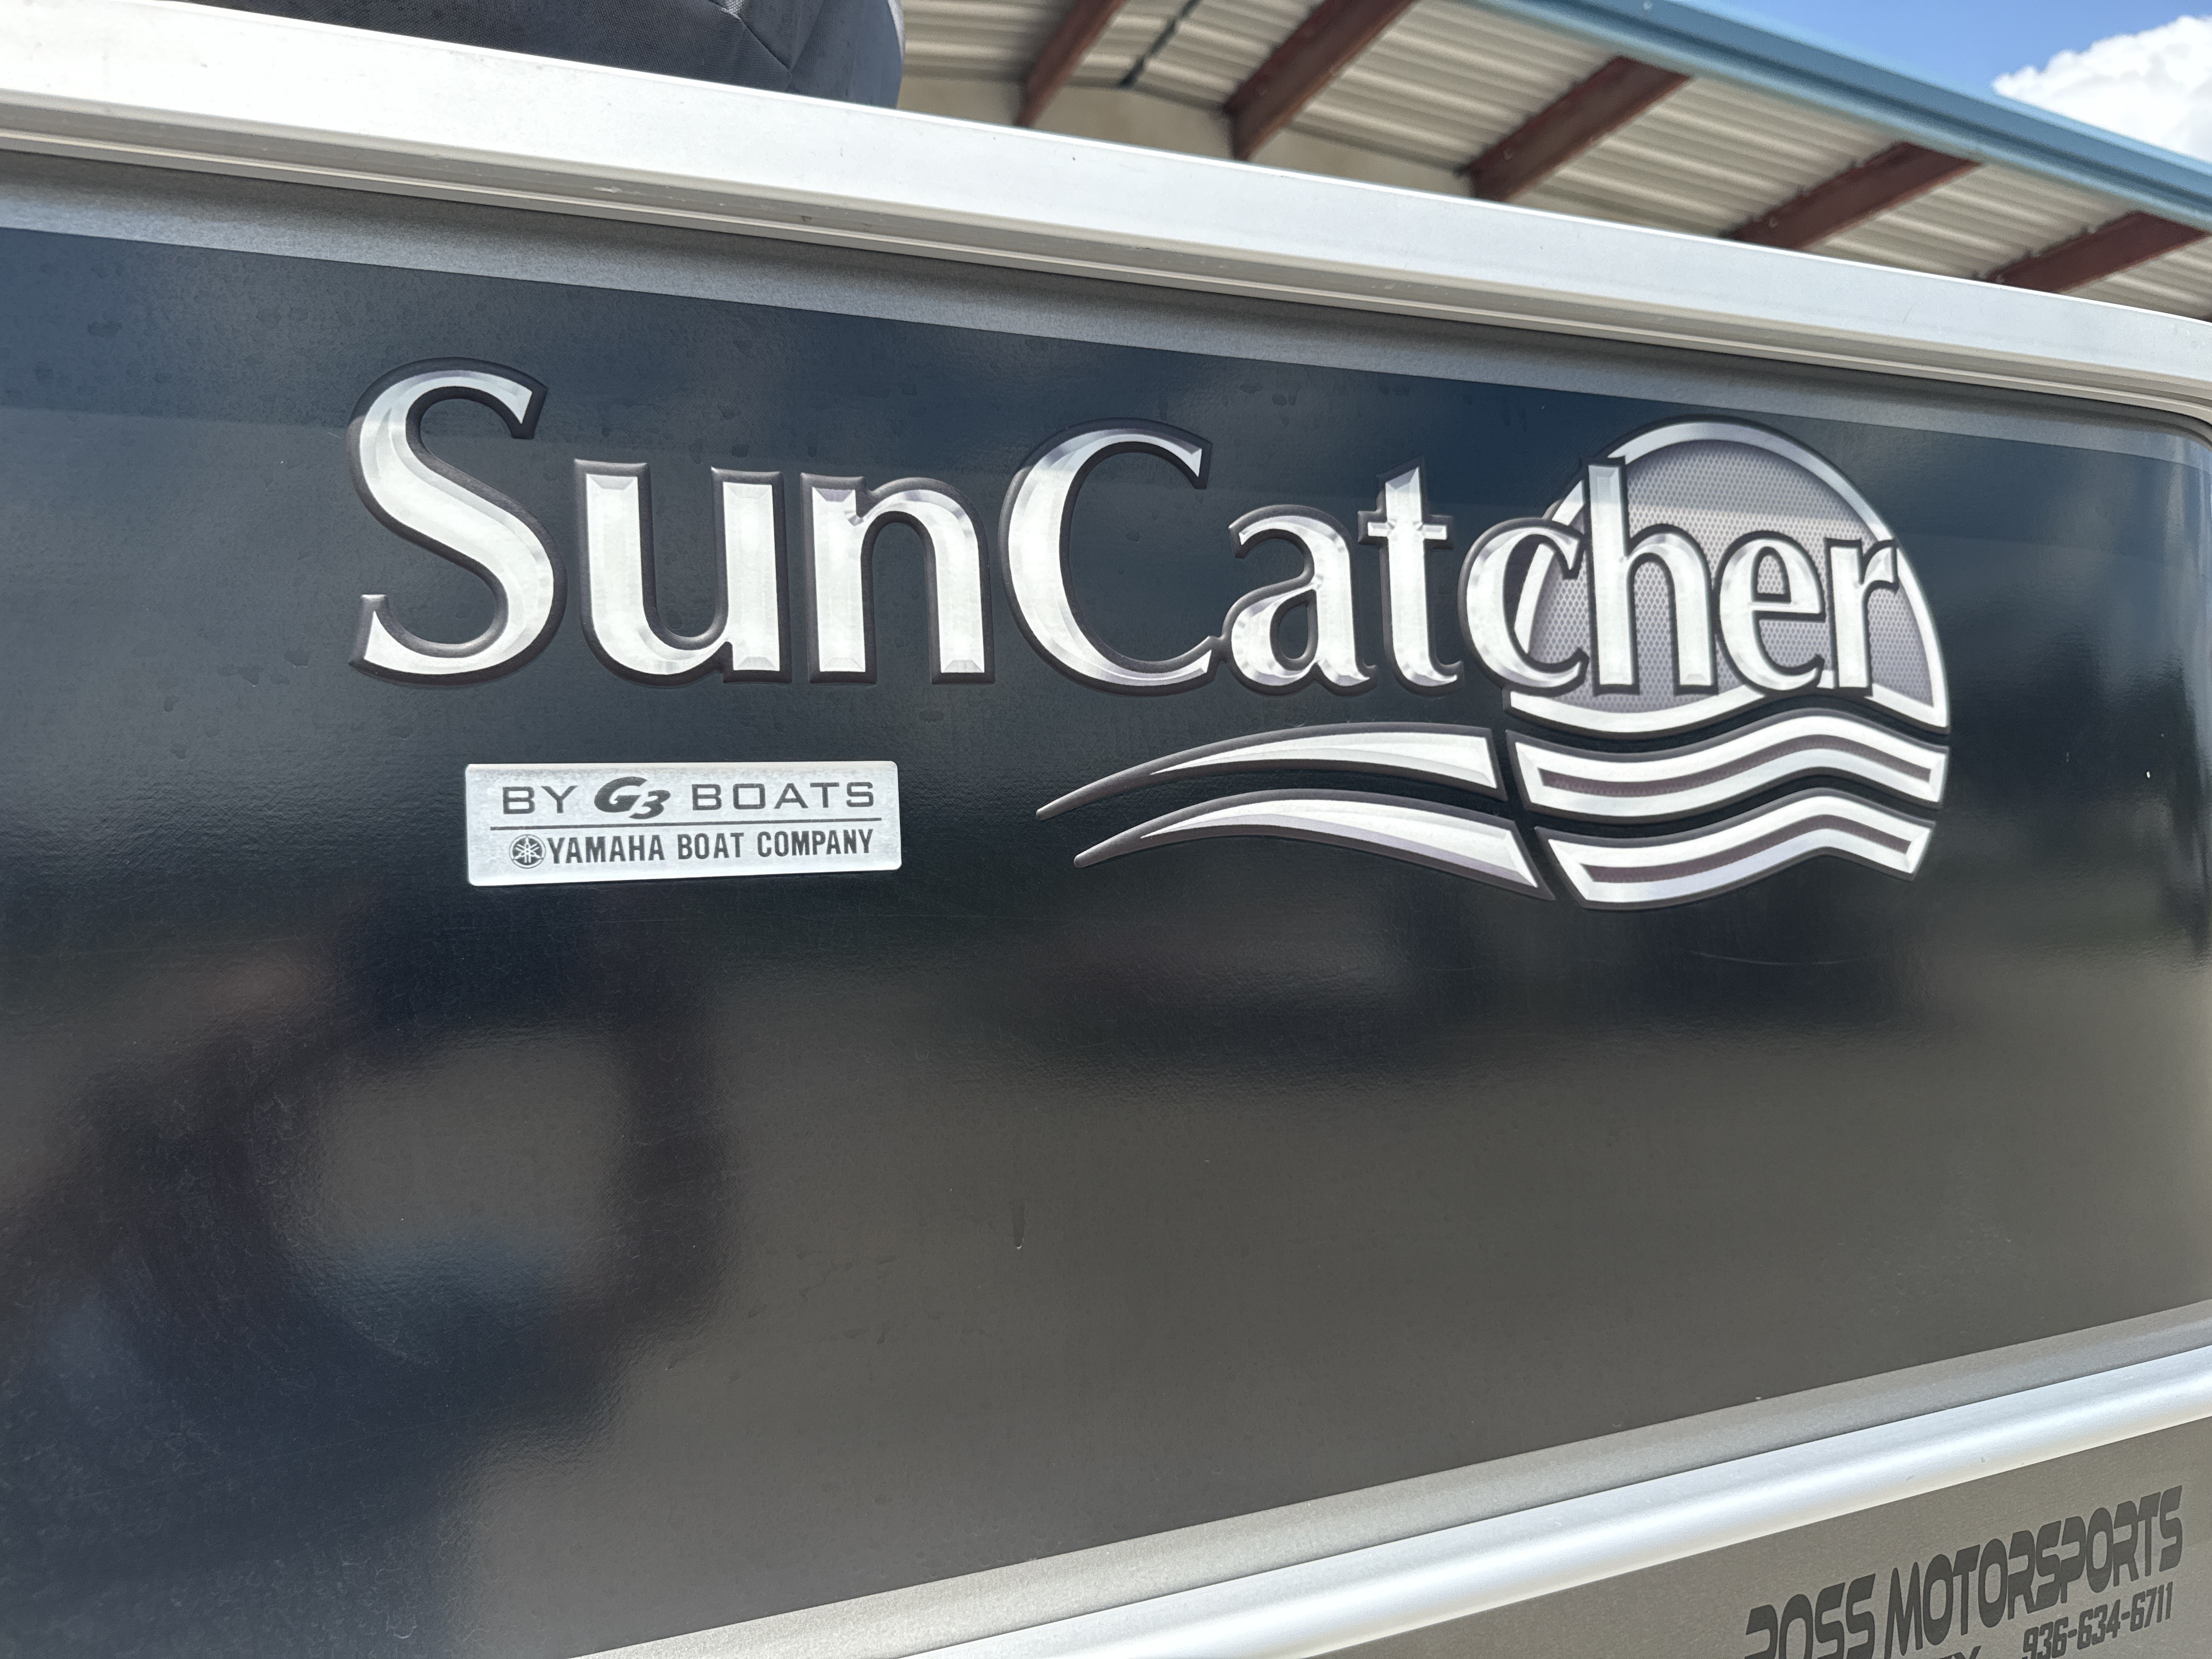 SunCatcher
BY G3 BOATS
YAMAHA BOAT COMPANY
ROSS MOTORSPORTS
936-634-6711